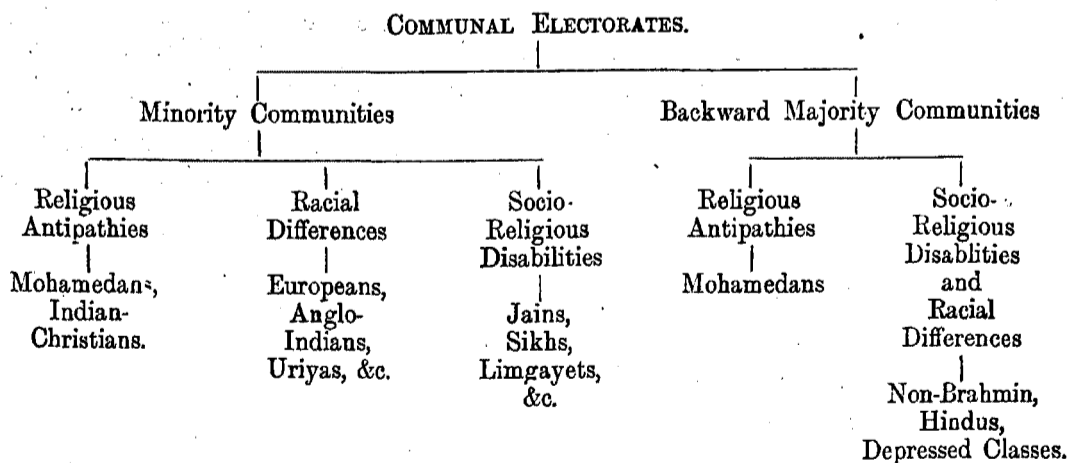 COMMUNAL ELECTORATES.
Minority Communities
Backward Majority Communities
Religious
Antipathies
Mohamedans,
Indian-
Christians.
Racial
Differences
Europeans,
Anglo-
Indians,
Uriyas, &c.
Socio-
Religious
Disabilities
Jains,
Sikhs,
Limgayets,
&c.
Religious
Antipathies
Mohamedans
Socio-
Religious
Disablities
and
Racial
Differences
Non-Brahmin,
Hindus,
Depressed Classes.